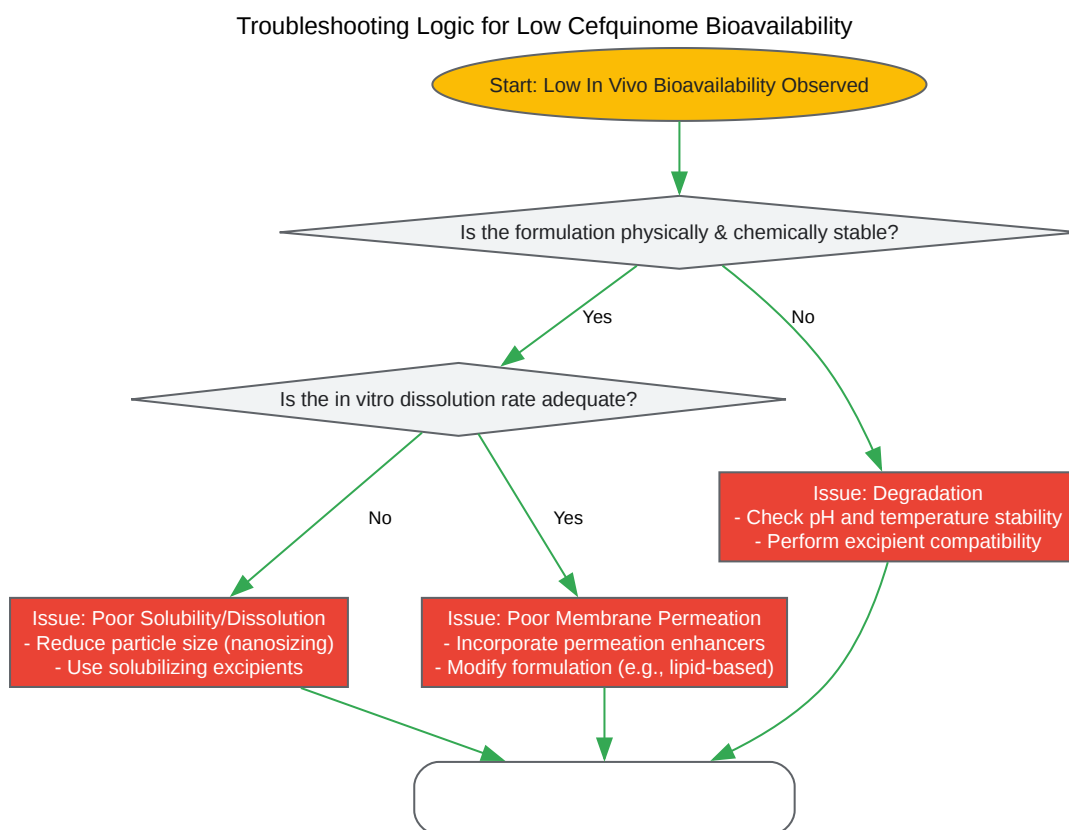 Troubleshooting Logic for Low Cefquinome Bioavailability
Start: Low In Vivo Bioavailability Observed
Is the formulation physically & chemically stable?
Yes
No
Is the in vitro dissolution rate adequate?
No
Yes
Issue: Degradation
- Check pH and temperature stability
- Perform excipient compatibility
Issue: Poor Solubility/Dissolution
- Reduce particle size (nanosizing)
- Use solubilizing excipients
Issue: Poor Membrane Permeation
- Incorporate permeation enhancers
- Modify formulation (e.g., lipid-based)